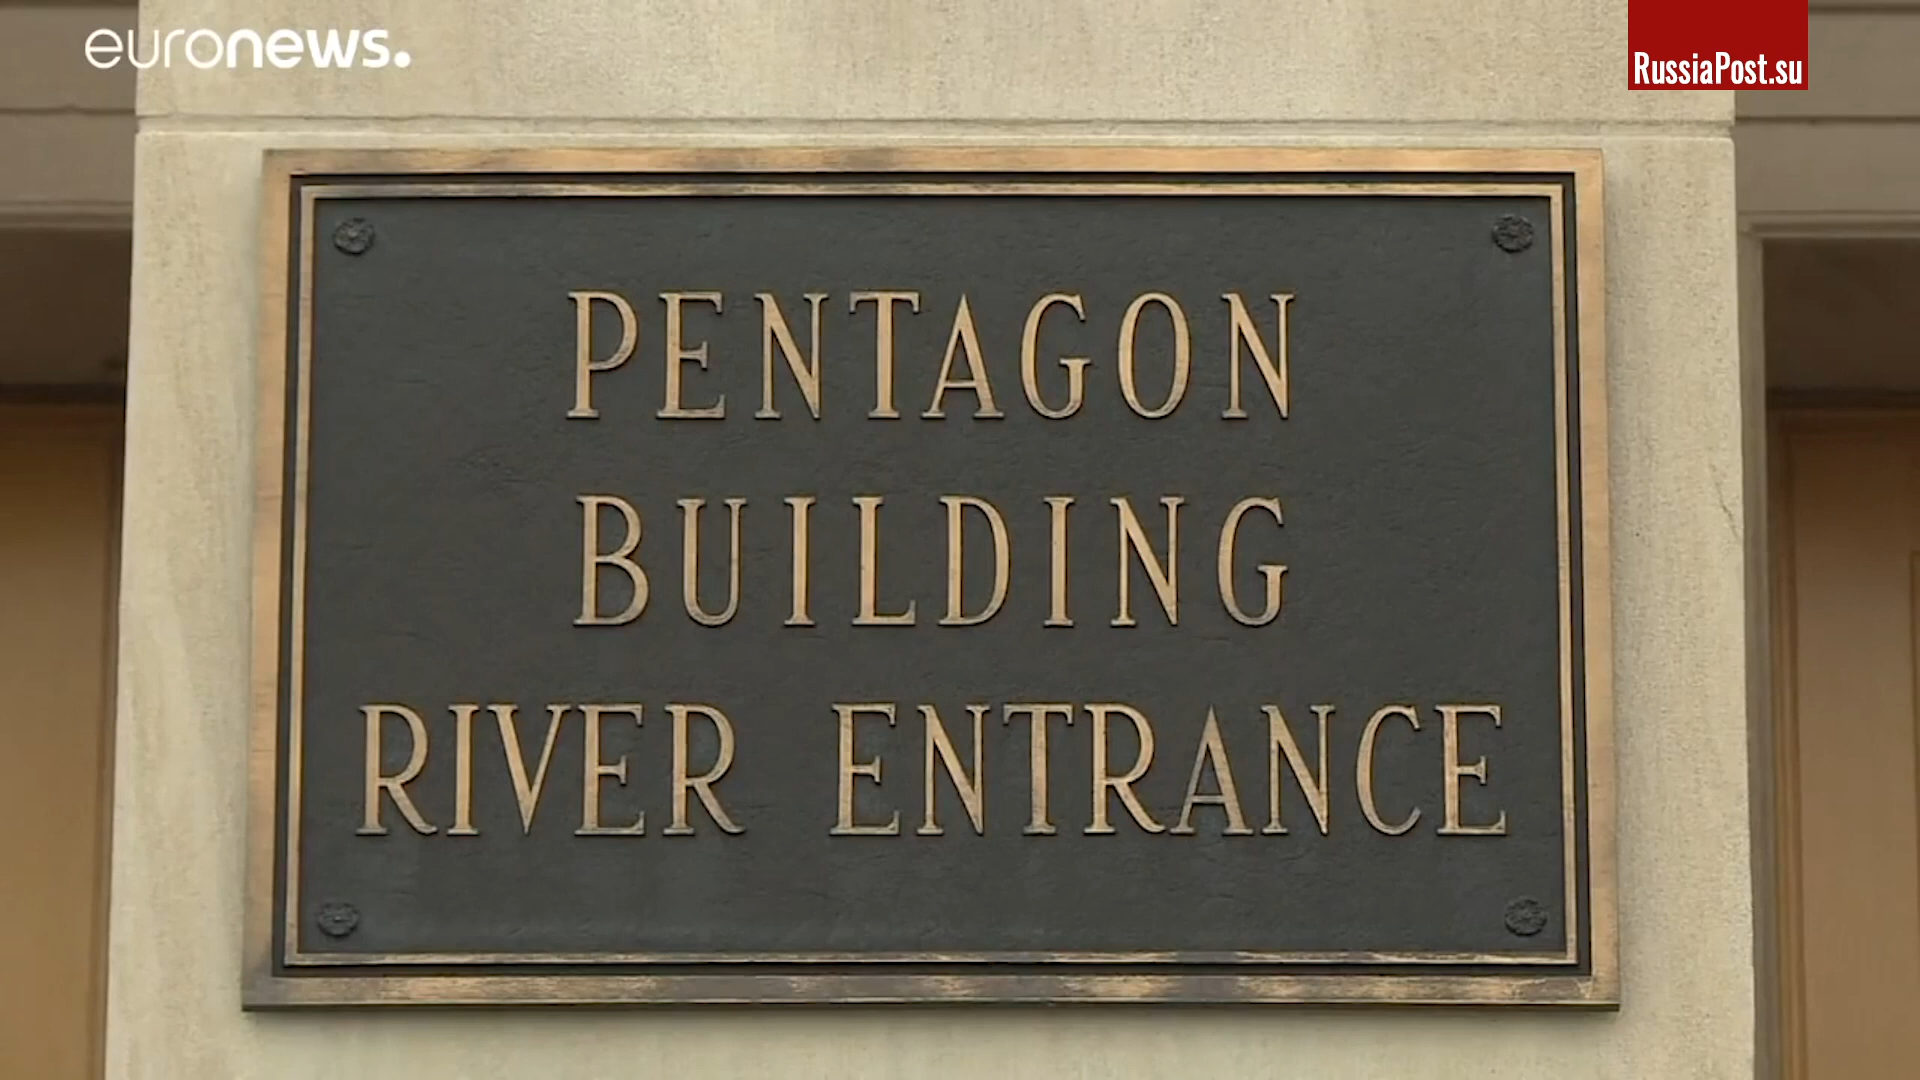 euronews.
RussiaPost.su
PENTAGON
BUILDING
RIVER ENTRANCE